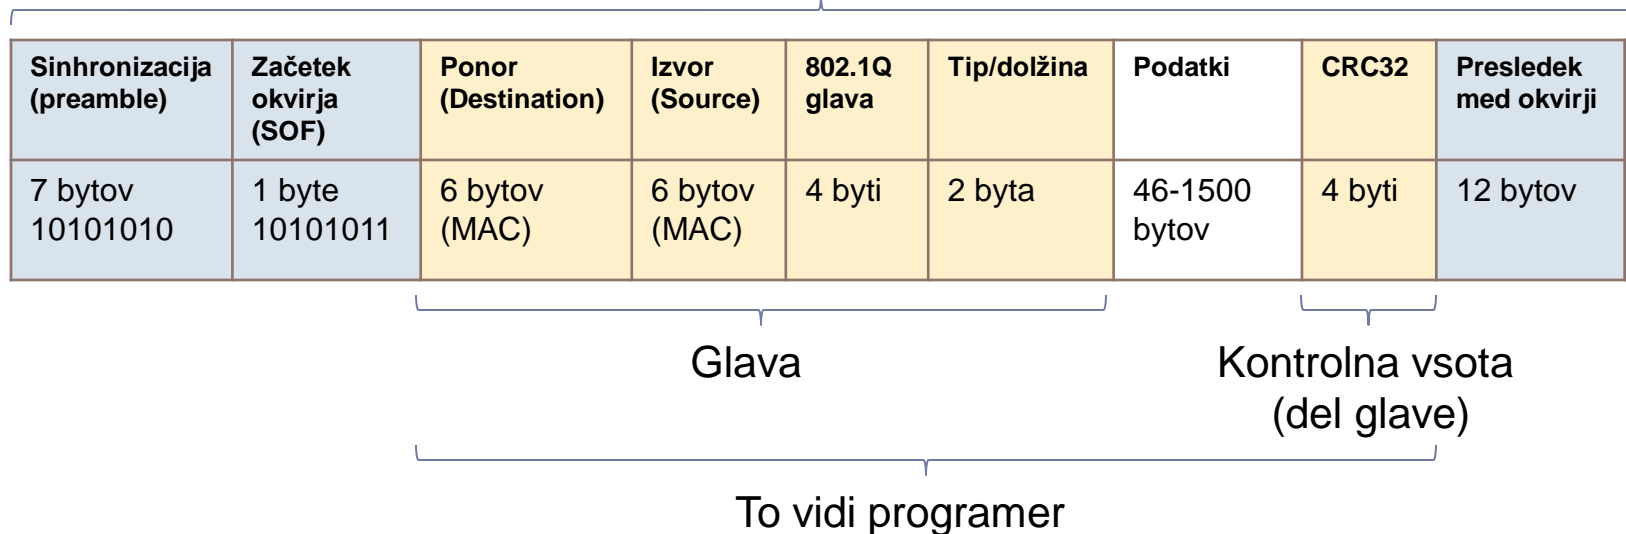 Sinhronizacija (preamble)
Začetek okvirja (SOF)
Ponor (Destination)
Izvor (Source)
802.1Q glava
Tip/dolžina
Podatki
CRC32
Presledek med okvirji
7 bytov 10101010
1 byte 10101011
6 bytov (MAC)
6 bytov (MAC)
4 byti
2 byta
46-1500 bytov
4 byti
12 bytov
Glava
Kontrolna vsota
(del glave)
To vidi programer